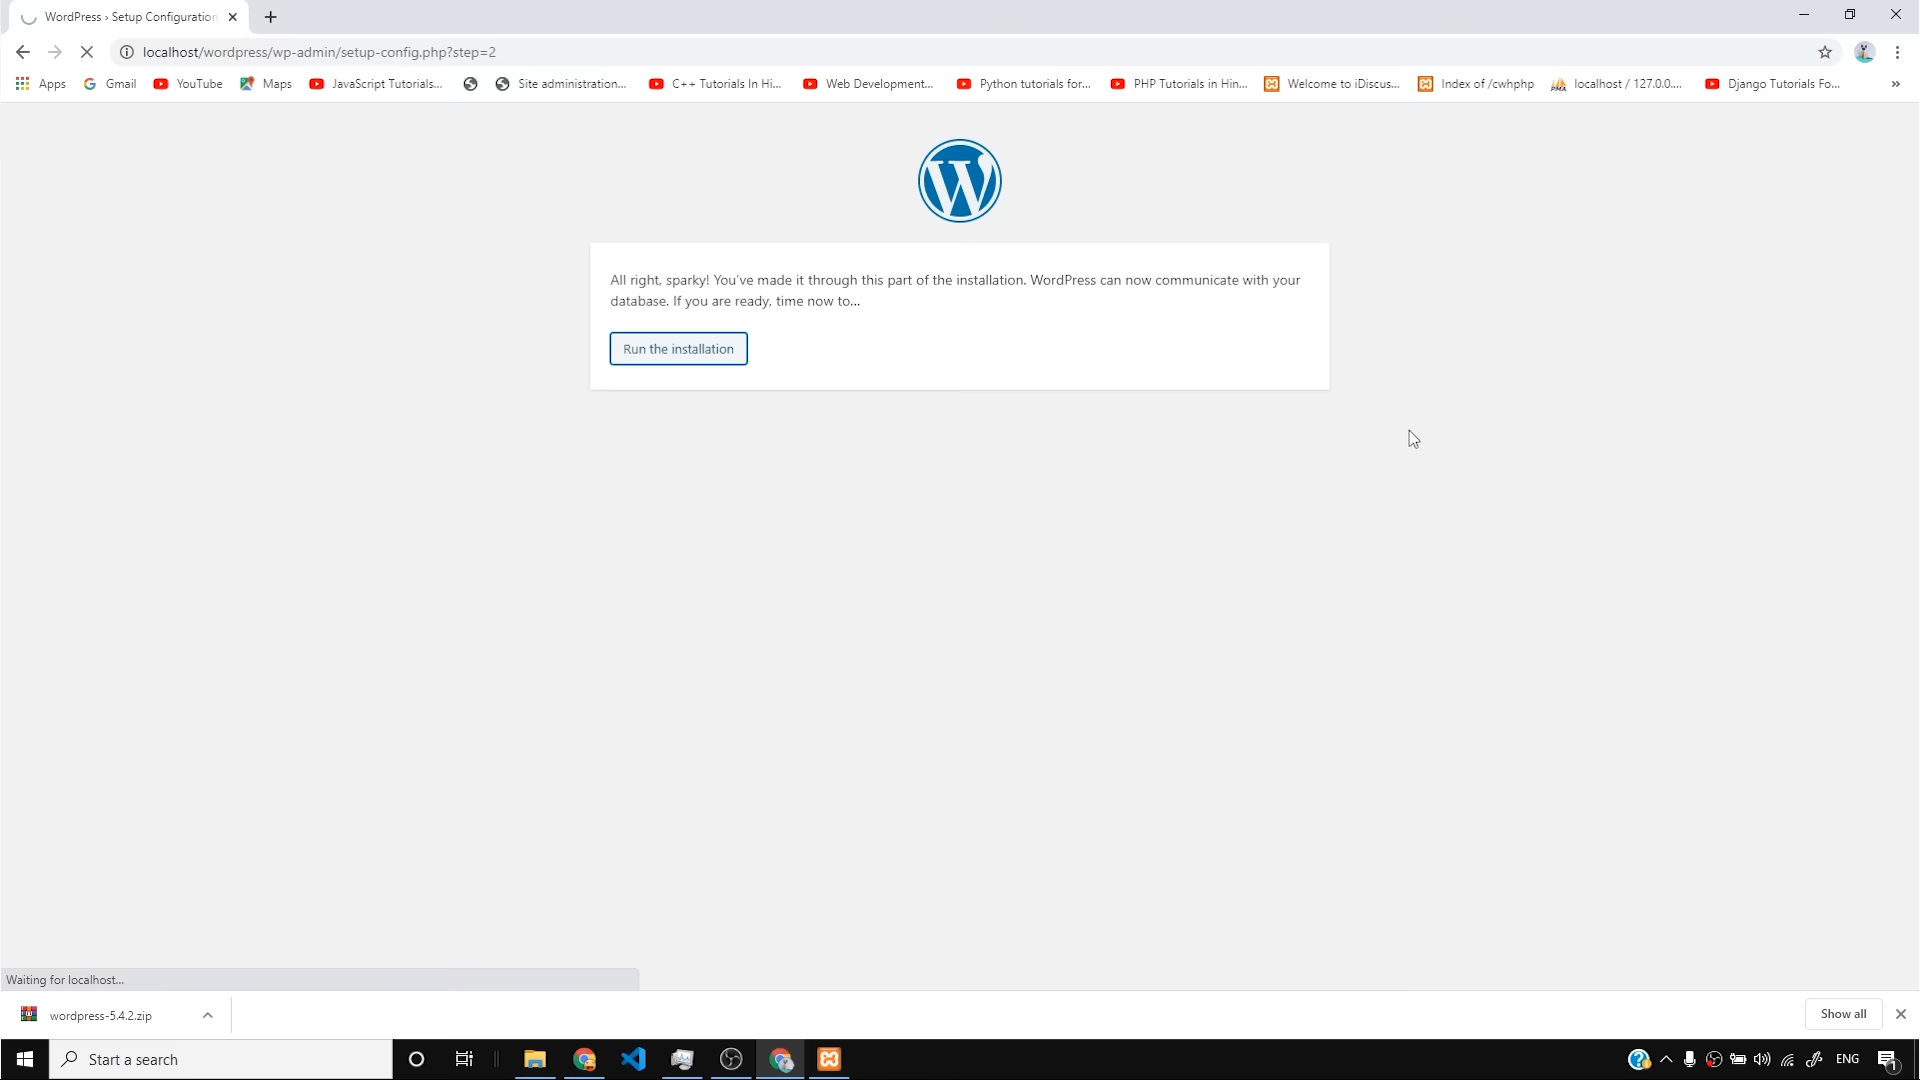 WordPress › Setup Configuration
localhost/wordpress/wp-admin/setup-config.php?step=2
Apps Gmail YouTube Maps JavaScript Tutorials... Site administration... C++ Tutorials In Hi... Web Development... Python tutorials for... PHP Tutorials in Hin... Welcome to iDiscus... Index of /cwhphp localhost / 127.0.0.... Django Tutorials Fo... »
All right, sparky! You’ve made it through this part of the installation. WordPress can now communicate with your
database. If you are ready, time now to…
Run the installation
Waiting for localhost...
wordpress-5.4.2.zip
Show all
Start a search
ENG
1